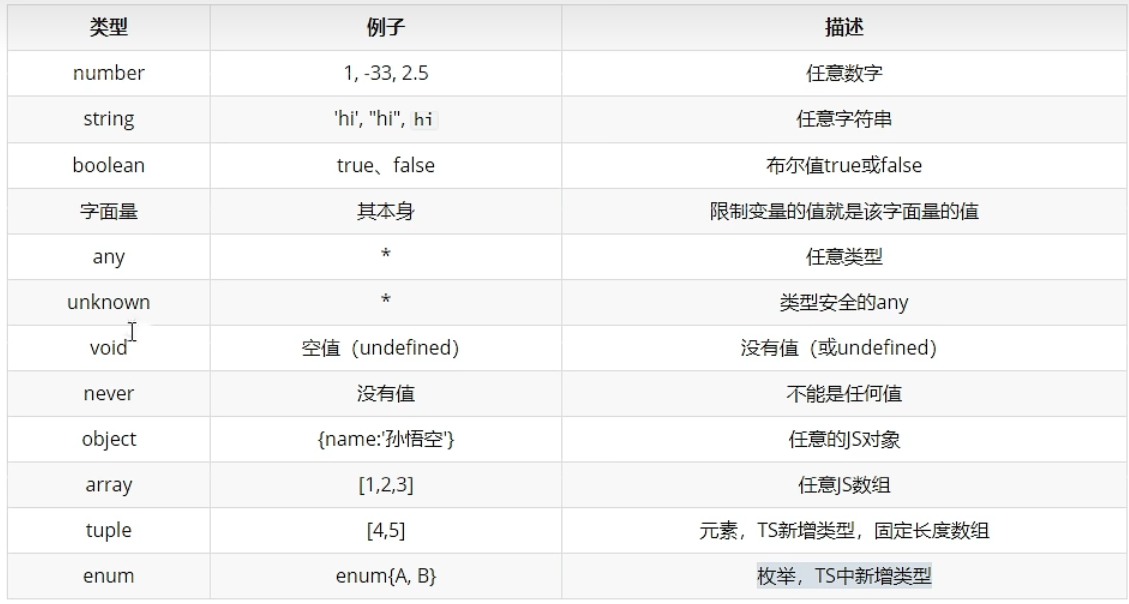 类型 例子 描述
number 1, -33, 2.5 任意数字
string 'hi', "hi", hi 任意字符串
boolean true、false 布尔值true或false
字面量 其本身 限制变量的值就是该字面量的值
any * 任意类型
unknown * 类型安全的any
void 空值（undefined） 没有值（或undefined）
never 没有值 不能是任何值
object {name:'孙悟空'} 任意的JS对象
array [1,2,3] 任意JS数组
tuple [4,5] 元素，TS新增类型，固定长度数组
enum enum{A, B} 枚举，TS中新增类型